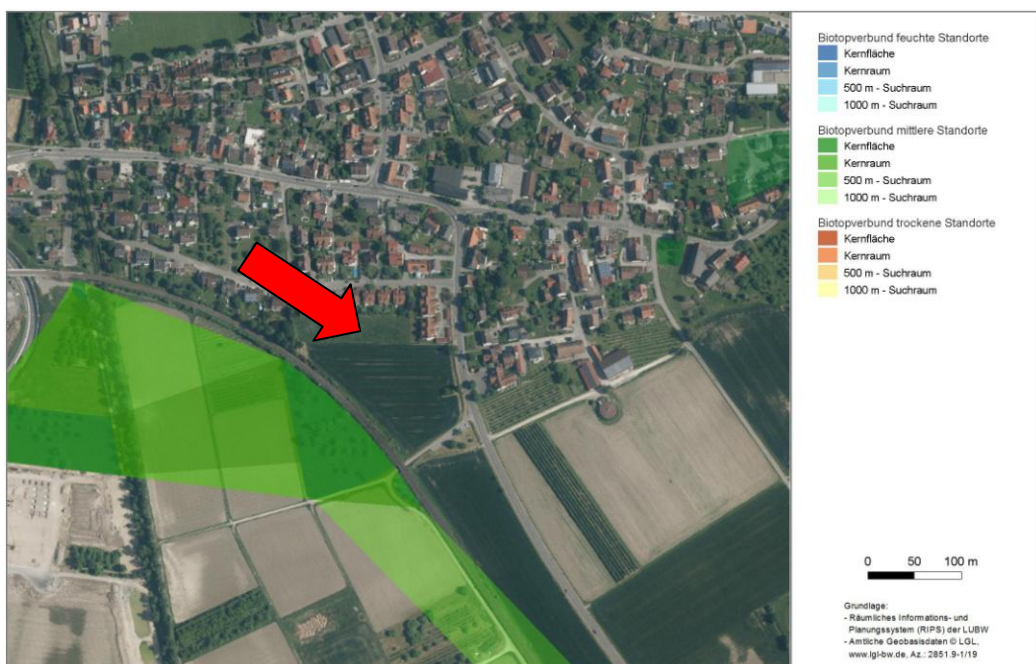 Biotopverbund feuchte Standorte
Kernfläche
Kernraum
500 m - Suchraum
1000 m - Suchraum
Biotopverbund mittlere Standorte
Kernfläche
Kernraum
500 m - Suchraum
1000 m - Suchraum
Biotopverbund trockene Standorte
Kernfläche
Kernraum
500 m - Suchraum
1000 m - Suchraum
0 50 100 m
Grundlage:
- Räumliches Informations- und
Planungssystem (RIPS) der LUBW
- Amtliche Geobasisdaten © LGL,
www.lgl-bw.de, Az.: 2851.9-1/19